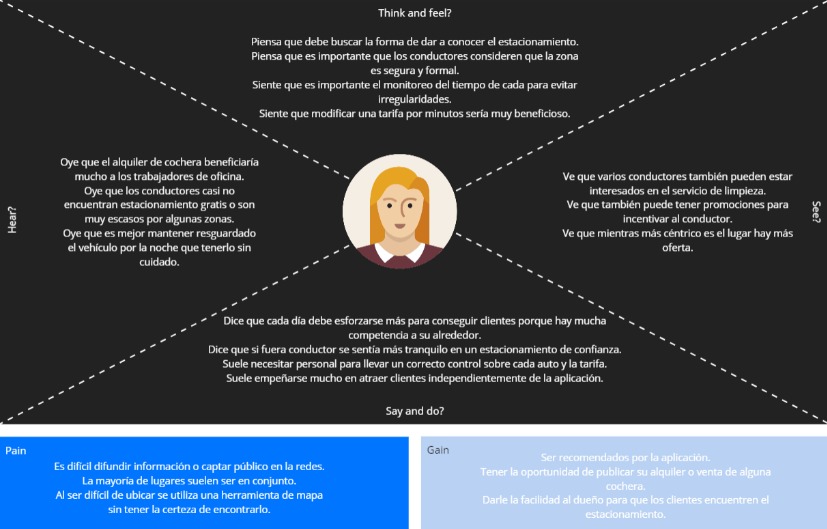 Think and feel?
Piensa que debe buscar la forma de dar a conocer el estacionamiento.
Piensa que es importante que los conductores consideren que la zona
es segura y formal.
Siente que es importante el monitoreo del tiempo de cada para evitar
irregularidades.
Siente que modificar una tarifa por minutos sería muy beneficioso.
Hear?
Oye que el alquiler de cochera beneficiaría
mucho a los trabajadores de oficina.
Oye que los conductores casi no
encuentran estacionamiento gratis o son
muy escasos por algunas zonas.
Oye que es mejor mantener resguardado
el vehículo por la noche que tenerlo sin
cuidado.
Ve que varios conductores también pueden estar
interesados en el servicio de limpieza.
Ve que también puede tener promociones para
incentivar al conductor.
Ve que mientras más céntrico es el lugar hay más
oferta.
See?
Dice que cada día debe esforzarse más para conseguir clientes porque hay mucha
competencia a su alrededor.
Dice que si fuera conductor se sentía más tranquilo en un estacionamiento de confianza.
Suele necesitar personal para llevar un correcto control sobre cada auto y la tarifa.
Suele empeñarse mucho en atraer clientes independientemente de la aplicación.
Say and do?
Pain
Es difícil difundir información o captar público en la redes.
La mayoría de lugares suelen ser en conjunto.
Al ser difícil de ubicar se utiliza una herramienta de mapa
sin tener la certeza de encontrarlo.
Gain
Ser recomendados por la aplicación.
Tener la oportunidad de publicar su alquiler o venta de alguna
cochera.
Darle la facilidad al dueño para que los clientes encuentren el
estacionamiento.